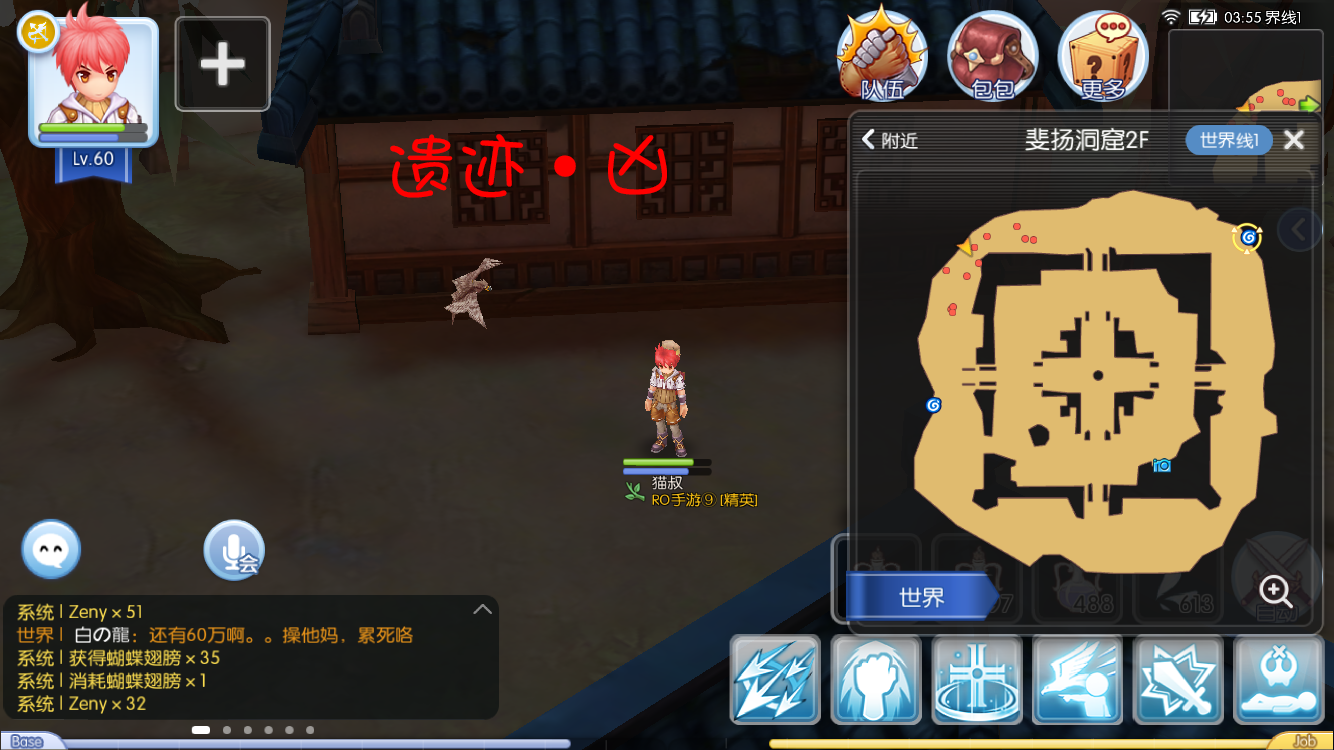 03:55 界线1
Lv.60
队伍
包包
更多
遗迹·凶
附近
斐扬洞窟2F
世界线1
猫叔
RO手游⑨ [精英]
会
系统 | Zeny × 51
世界 | 白の龍：还有60万啊。。操他妈，累死咯
系统 | 获得蝴蝶翅膀 × 35
系统 | 消耗蝴蝶翅膀 × 1
系统 | Zeny × 32
世界
488
613
自动
Base
Job